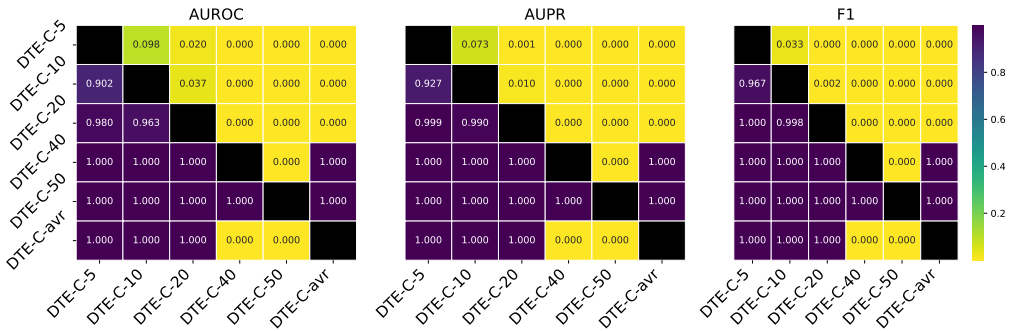 AUROC AUPR F1
DTE-C-5 0.098 0.020 0.000 0.000 0.000 0.073 0.001 0.000 0.000 0.000 0.033 0.000 0.000 0.000 0.000
DTE-C-10 0.902 0.037 0.000 0.000 0.000 0.927 0.010 0.000 0.000 0.000 0.967 0.002 0.000 0.000 0.000 0.8
DTE-C-20 0.980 0.963 0.000 0.000 0.000 0.999 0.990 0.000 0.000 0.000 1.000 0.998 0.000 0.000 0.000 0.6
DTE-C-40 1.000 1.000 1.000 0.000 1.000 1.000 1.000 1.000 0.000 1.000 1.000 1.000 1.000 0.000 1.000 0.4
DTE-C-50 1.000 1.000 1.000 1.000 1.000 1.000 1.000 1.000 1.000 1.000 1.000 1.000 1.000 1.000 1.000 0.2
DTE-C-avr 1.000 1.000 1.000 0.000 0.000 1.000 1.000 1.000 0.000 0.000 1.000 1.000 1.000 0.000 0.000
DTE-C-5 DTE-C-10 DTE-C-20 DTE-C-40 DTE-C-50 DTE-C-avr DTE-C-5 DTE-C-10 DTE-C-20 DTE-C-40 DTE-C-50 DTE-C-avr DTE-C-5 DTE-C-10 DTE-C-20 DTE-C-40 DTE-C-50 DTE-C-avr